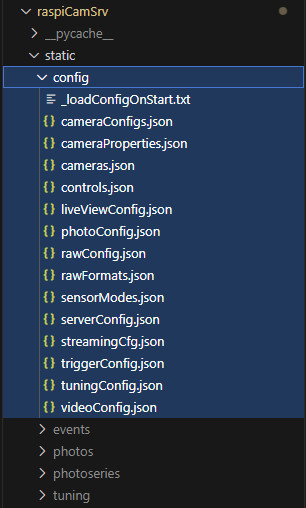 raspiCamSrv
__pycache__
static
config
_loadConfigOnStart.txt
{} cameraConfigs.json
{} cameraProperties.json
{} cameras.json
{} controls.json
{} liveViewConfig.json
{} photoConfig.json
{} rawConfig.json
{} rawFormats.json
{} sensorModes.json
{} serverConfig.json
{} streamingCfg.json
{} triggerConfig.json
{} tuningConfig.json
{} videoConfig.json
events
photos
photoseries
tuning